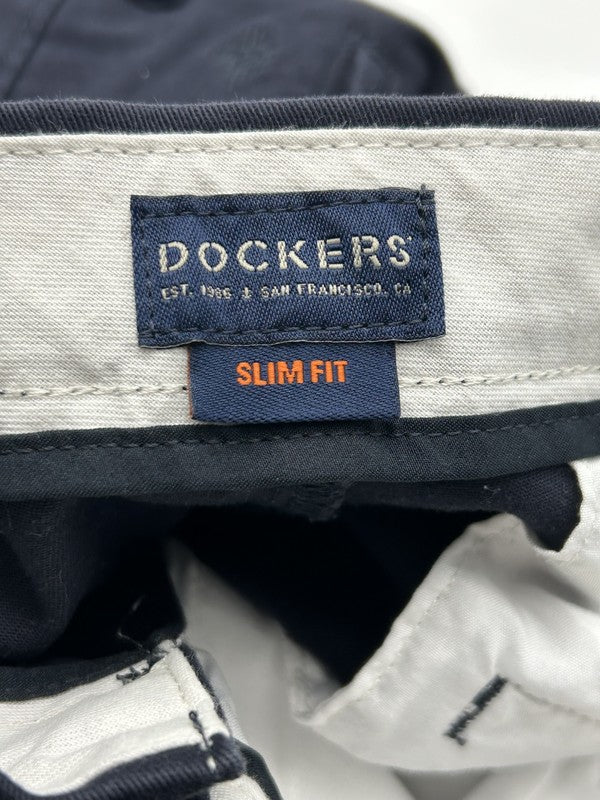 DOCKERS
EST. 1986 ± SAN FRANCISCO, CA
SLIM FIT